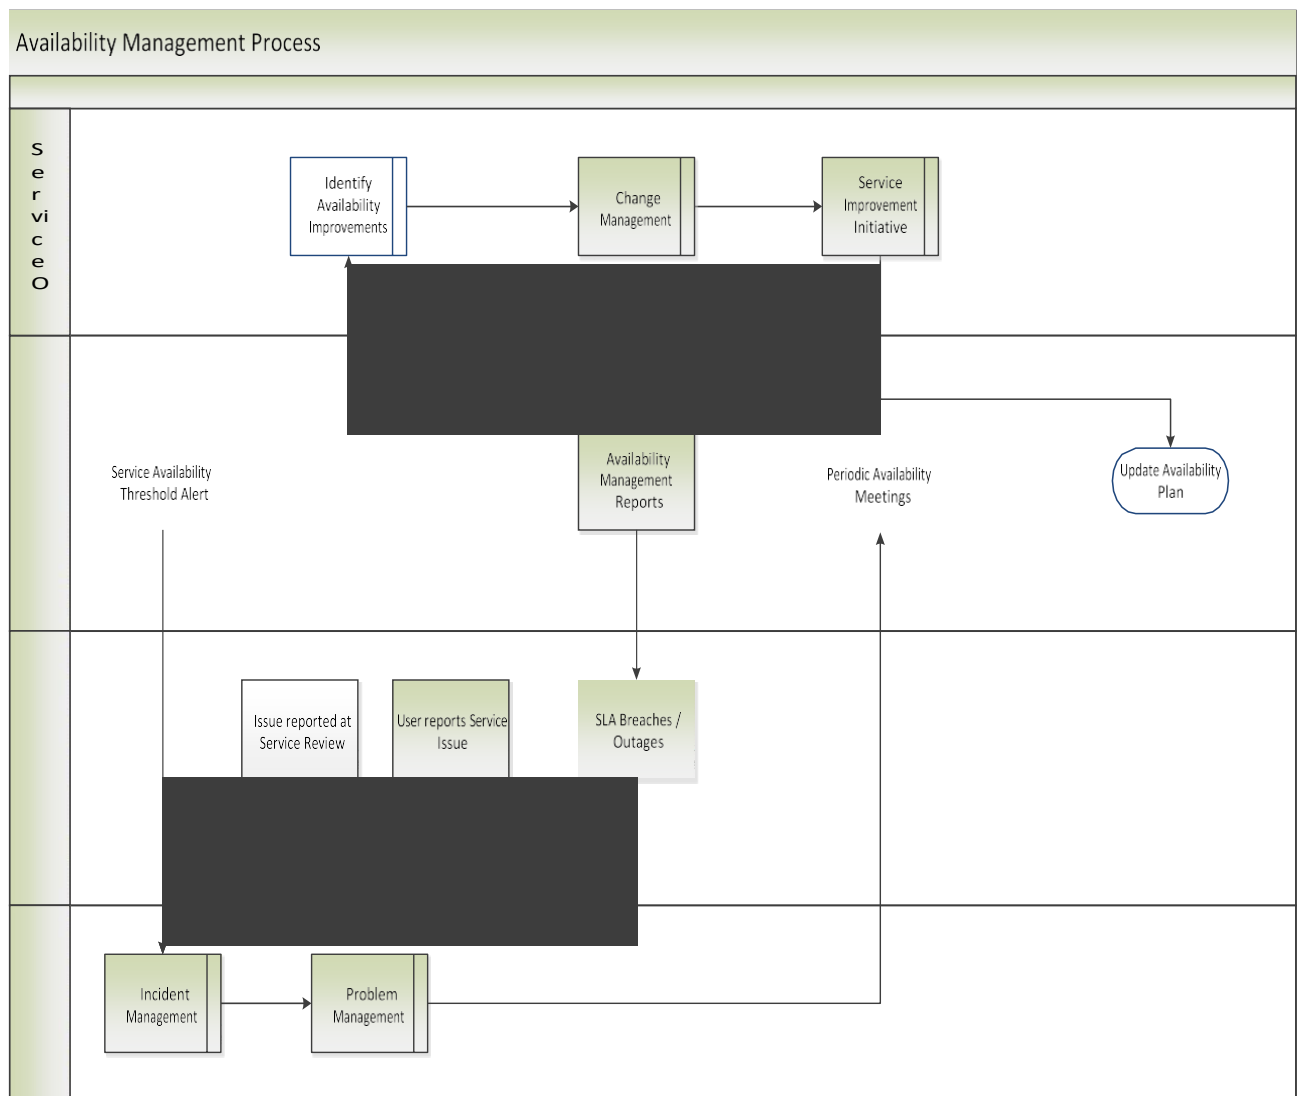 Availability Management Process
S
e
r
vi
c
e
O
Identify
Availability
Improvements
Change
Management
Service
Improvement
Initiative
Service Availability
Threshold Alert
Availability
Management
Reports
Periodic Availability
Meetings
Update Availability
Plan
Issue reported at
Service Review
User reports Service
Issue
SLA Breaches /
Outages
Incident
Management
Problem
Management